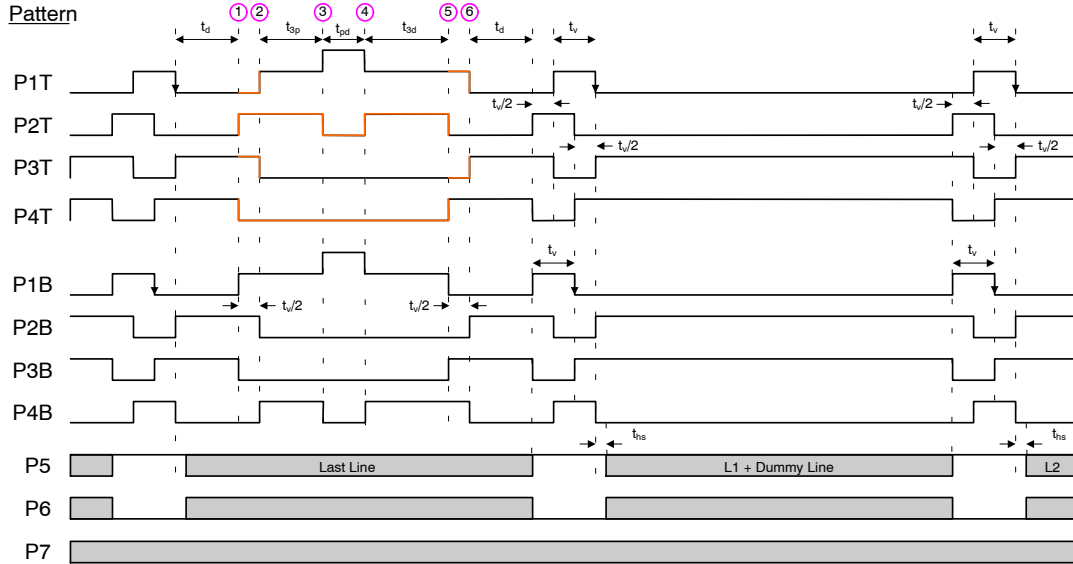 Pattern
1 2 3 4 5 6
t_d t_3p t_pd t_3d t_d t_v t_v
P1T
t_v/2 t_v/2
P2T
t_v/2 t_v/2
P3T
P4T
t_v t_v
P1B
t_v/2 t_v/2
P2B
P3B
P4B
t_hs t_hs
P5 Last Line L1 + Dummy Line L2
P6
P7